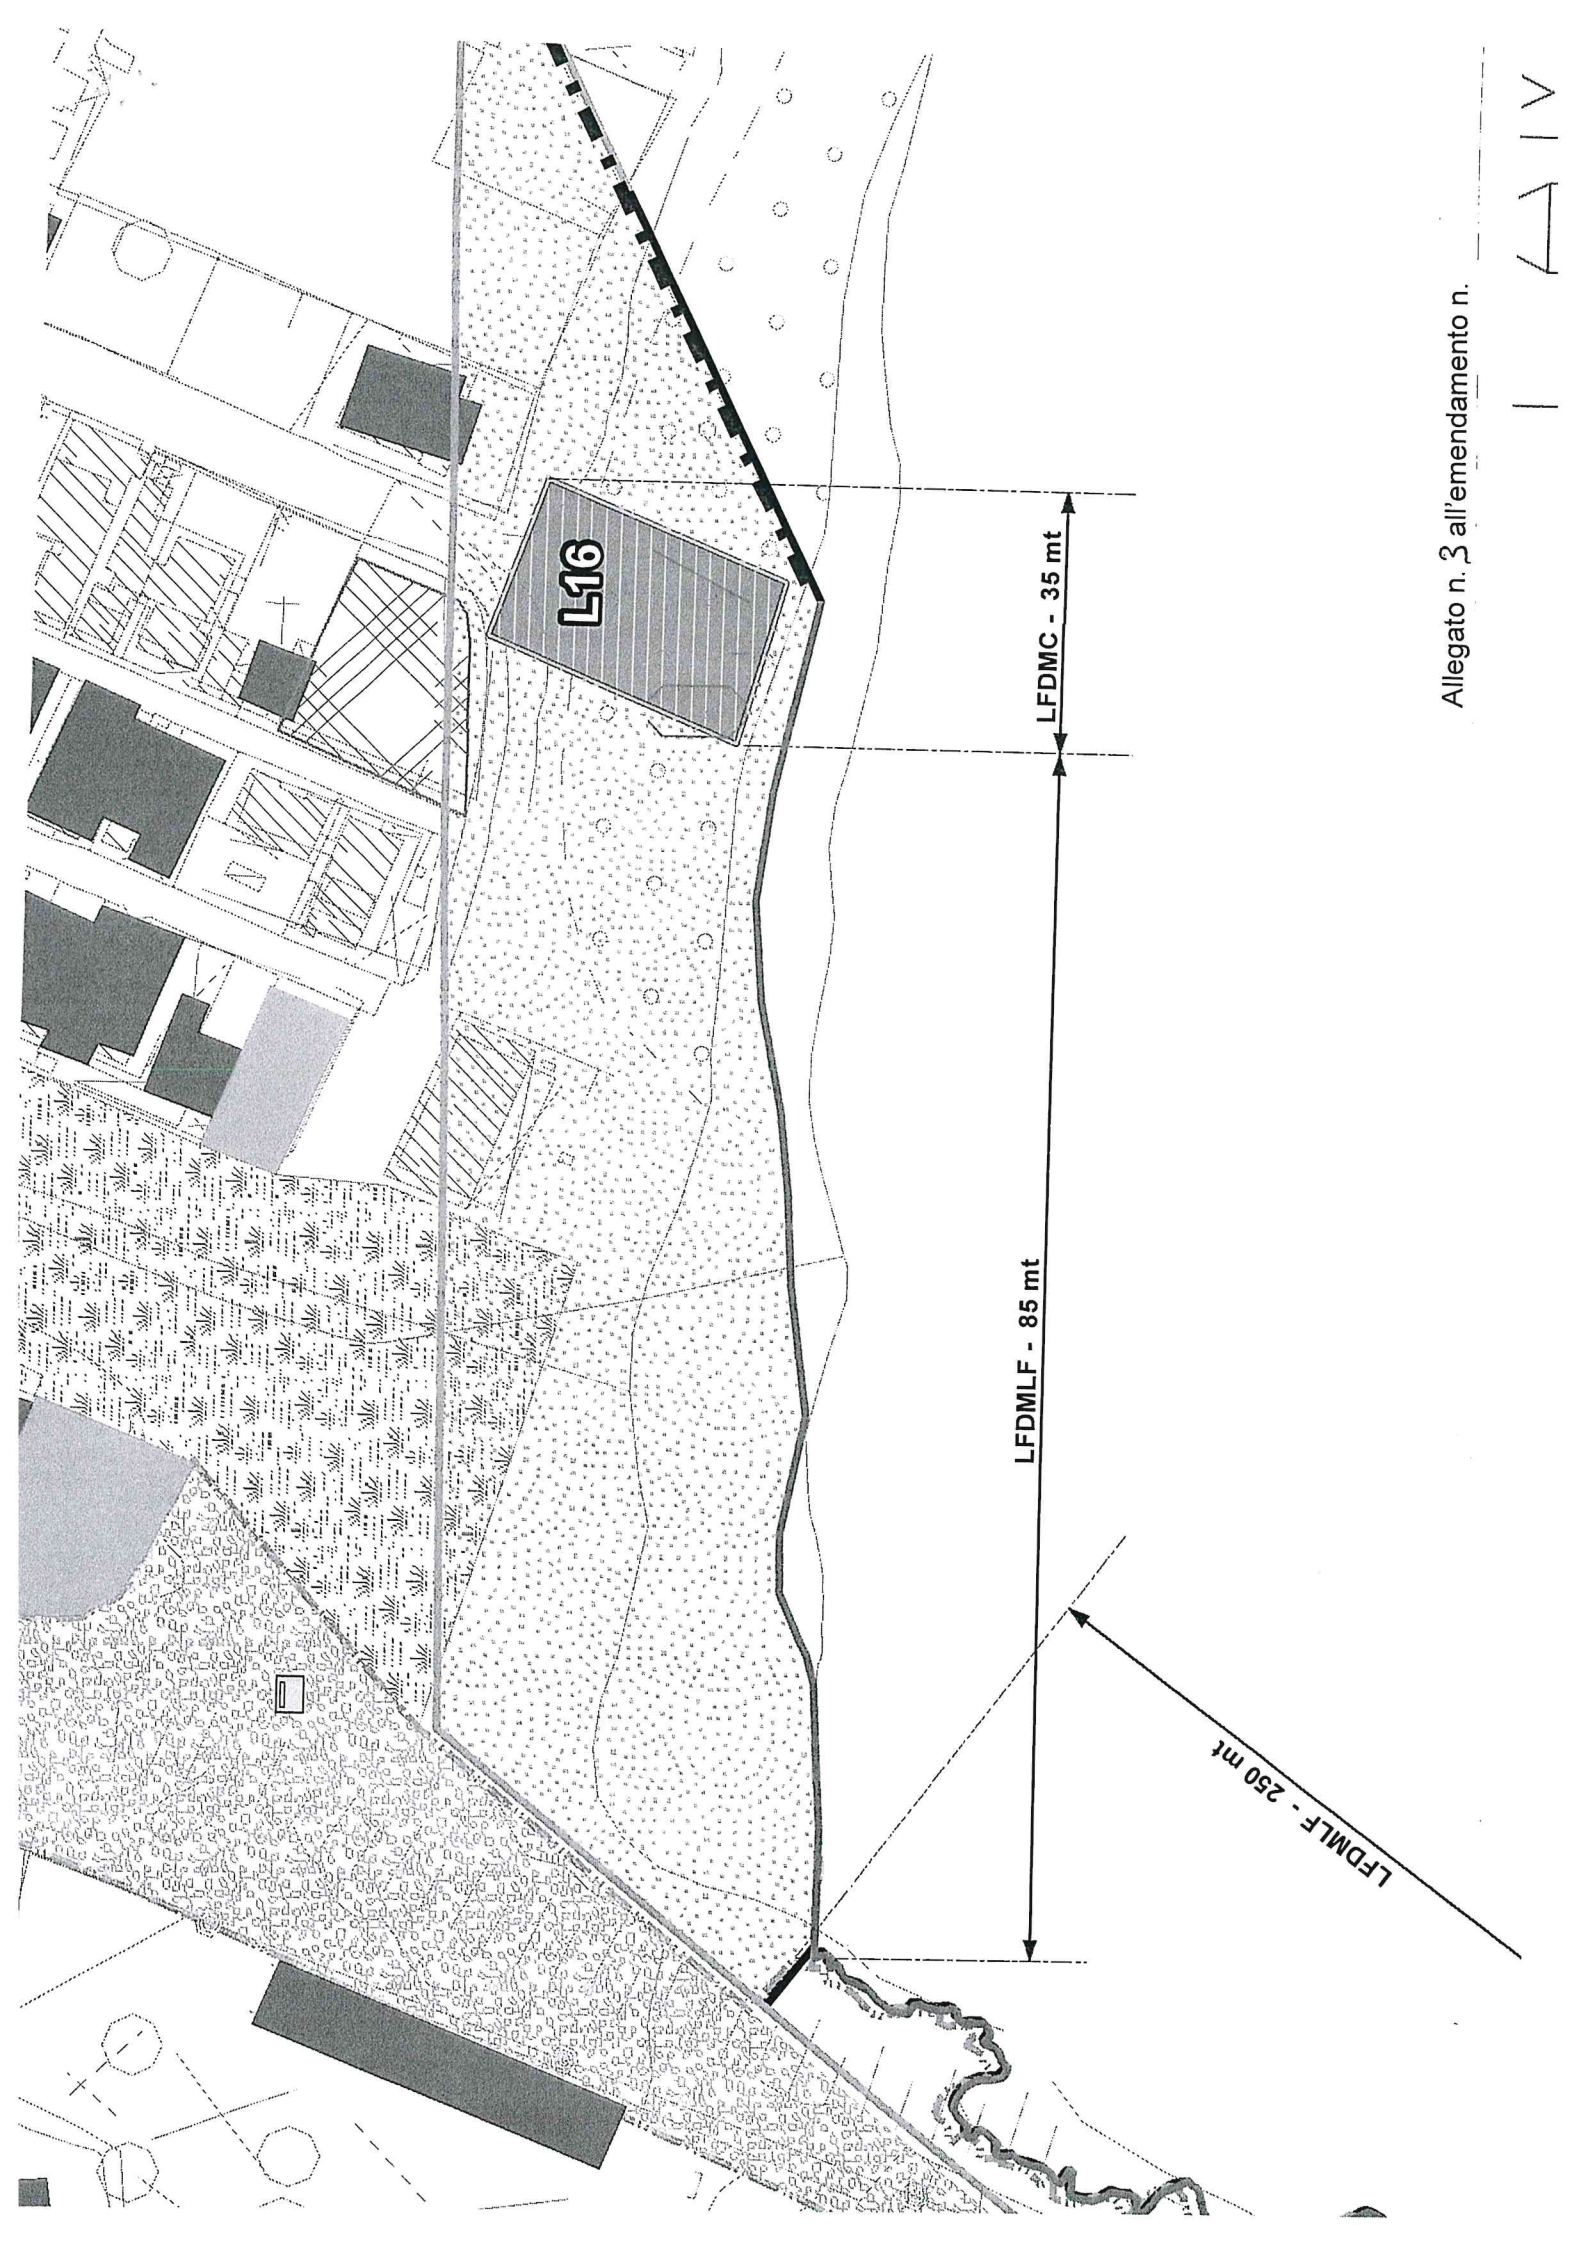 LFDMLF - 250 mt
LFDMLF - 85 mt
LFDMC - 35 mt
L16
Allegato n. 3 all'emendamento n.